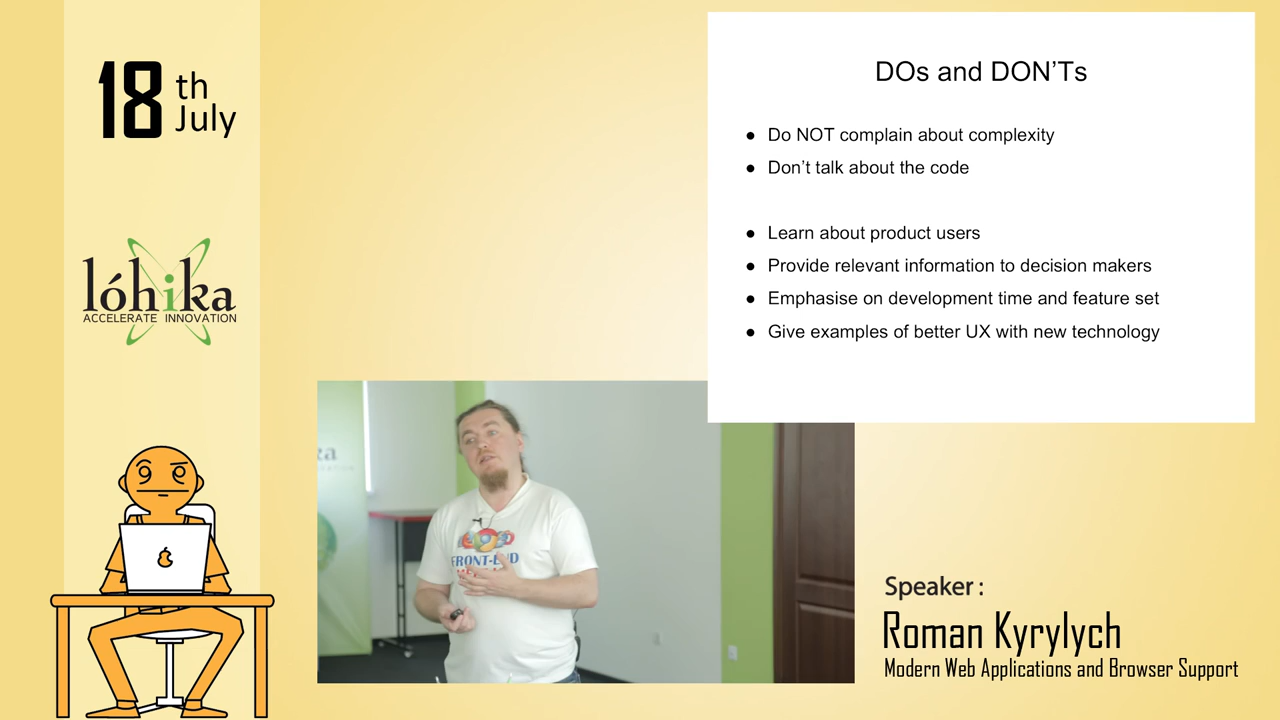 18
th
July
lóhika
ACCELERATE INNOVATION
DOs and DON'Ts
● Do NOT complain about complexity
● Don't talk about the code
● Learn about product users
● Provide relevant information to decision makers
● Emphasise on development time and feature set
● Give examples of better UX with new technology
FRONT-END
Speaker :
Roman Kyrylych
Modern Web Applications and Browser Support